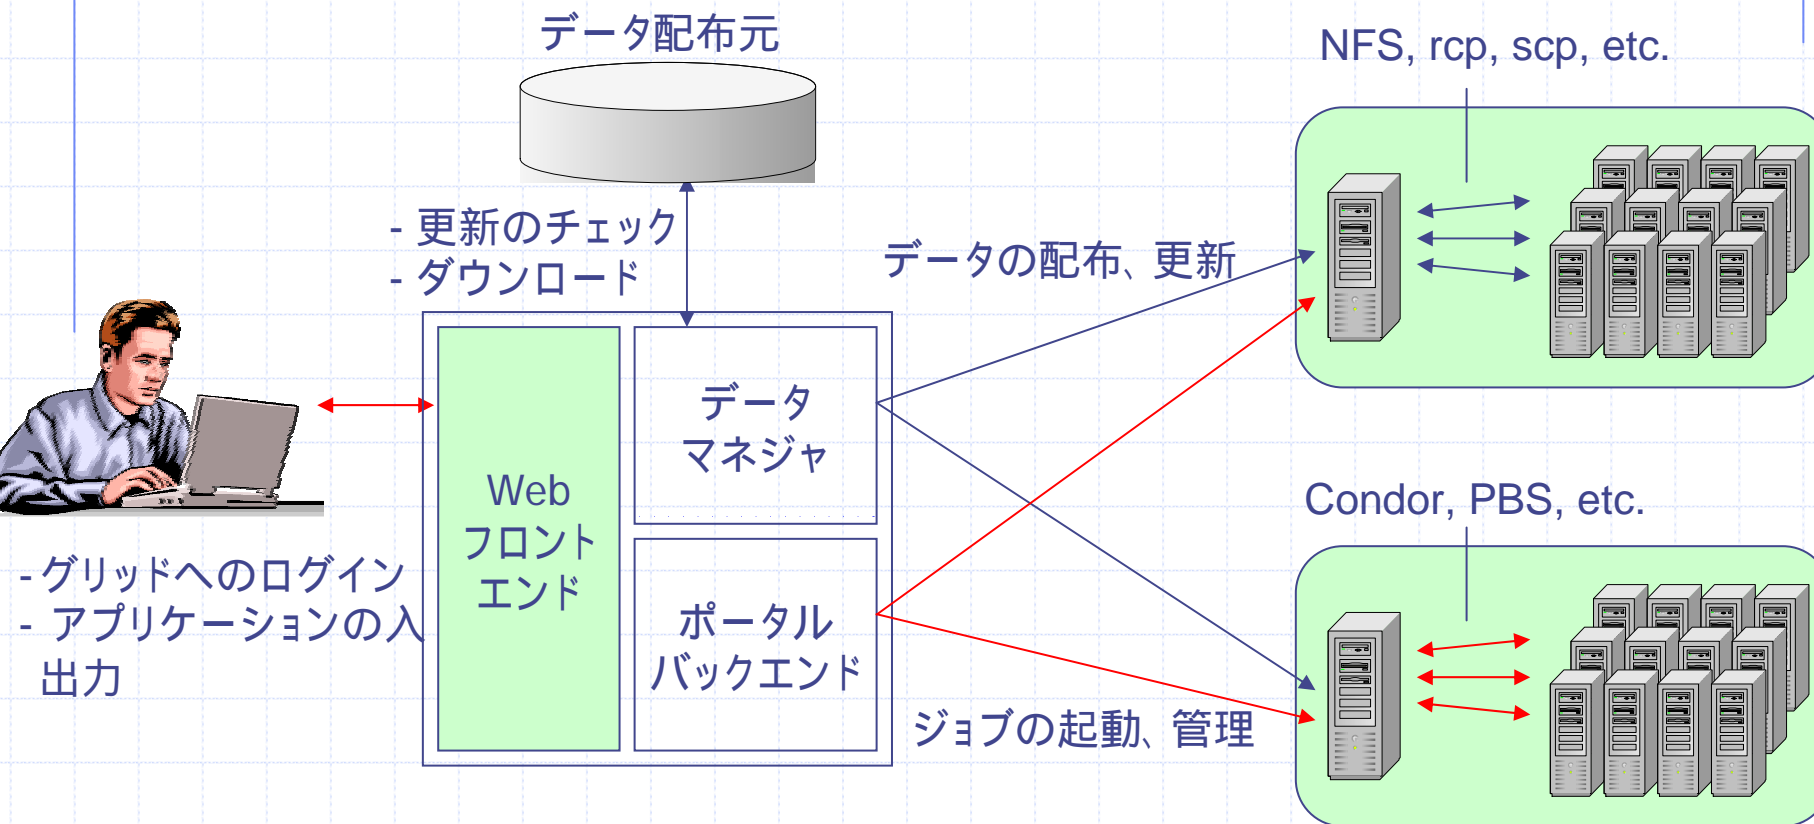 データ配布元
NFS, rcp, scp, etc.
- 更新のチェック
- ダウンロード
データの配布、更新
データ
マネジャ
Web
フロント
エンド
Condor, PBS, etc.
- グリッドへのログイン
- アプリケーションの入
出力
ポータル
バックエンド
ジョブの起動、管理